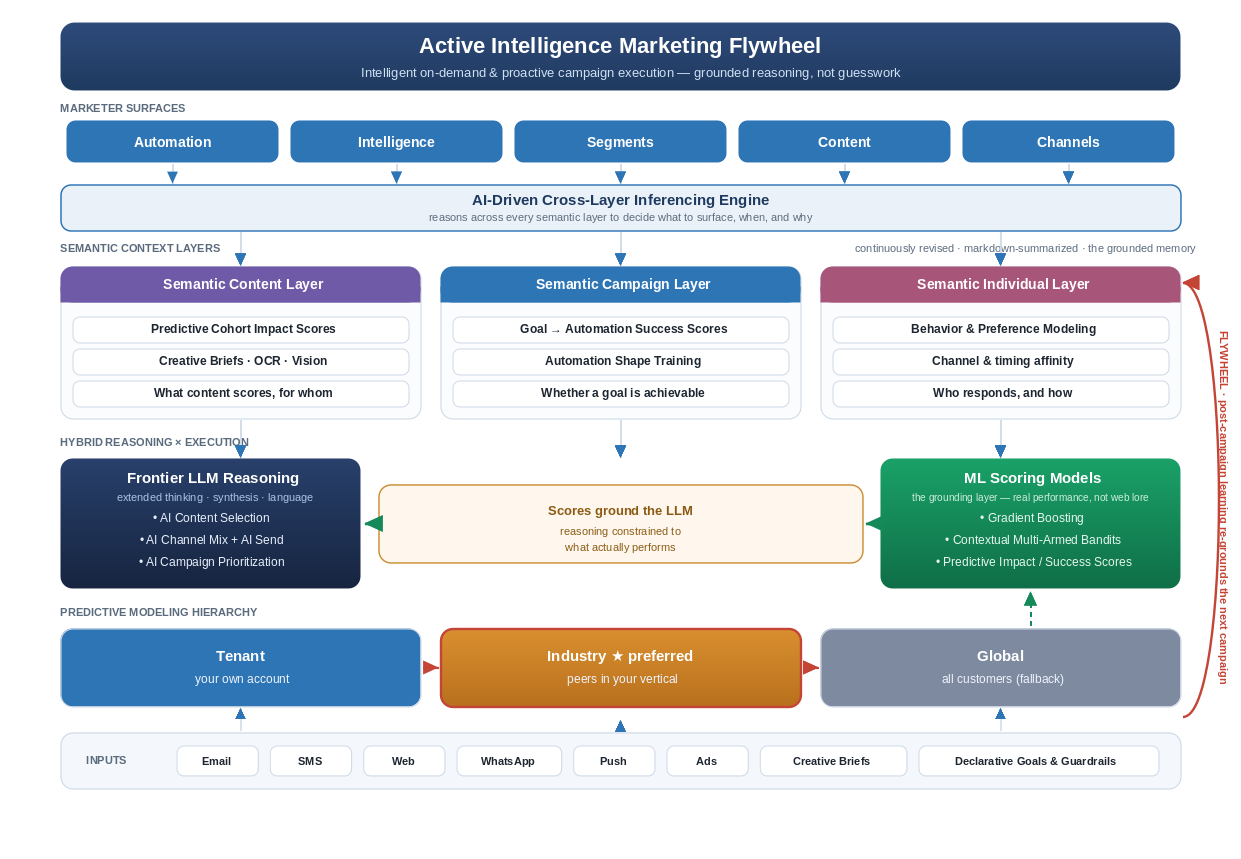 Active Intelligence Marketing Flywheel
Intelligent on-demand & proactive campaign execution — grounded reasoning, not guesswork
MARKETER SURFACES
Automation
Intelligence
Segments
Content
Channels
AI-Driven Cross-Layer Inferencing Engine
reasons across every semantic layer to decide what to surface, when, and why
SEMANTIC CONTEXT LAYERS
continuously revised · markdown-summarized · the grounded memory
Semantic Content Layer
Predictive Cohort Impact Scores
Creative Briefs · OCR · Vision
What content scores, for whom
Semantic Campaign Layer
Goal → Automation Success Scores
Automation Shape Training
Whether a goal is achievable
Semantic Individual Layer
Behavior & Preference Modeling
Channel & timing affinity
Who responds, and how
FLYWHEEL · post-campaign learning re-grounds the next campaign
HYBRID REASONING × EXECUTION
Frontier LLM Reasoning
extended thinking · synthesis · language
• AI Content Selection
• AI Channel Mix + AI Send
• AI Campaign Prioritization
Scores ground the LLM
reasoning constrained to
what actually performs
ML Scoring Models
the grounding layer — real performance, not web lore
• Gradient Boosting
• Contextual Multi-Armed Bandits
• Predictive Impact / Success Scores
PREDICTIVE MODELING HIERARCHY
Tenant
your own account
Industry ★ preferred
peers in your vertical
Global
all customers (fallback)
INPUTS
Email
SMS
Web
WhatsApp
Push
Ads
Creative Briefs
Declarative Goals & Guardrails